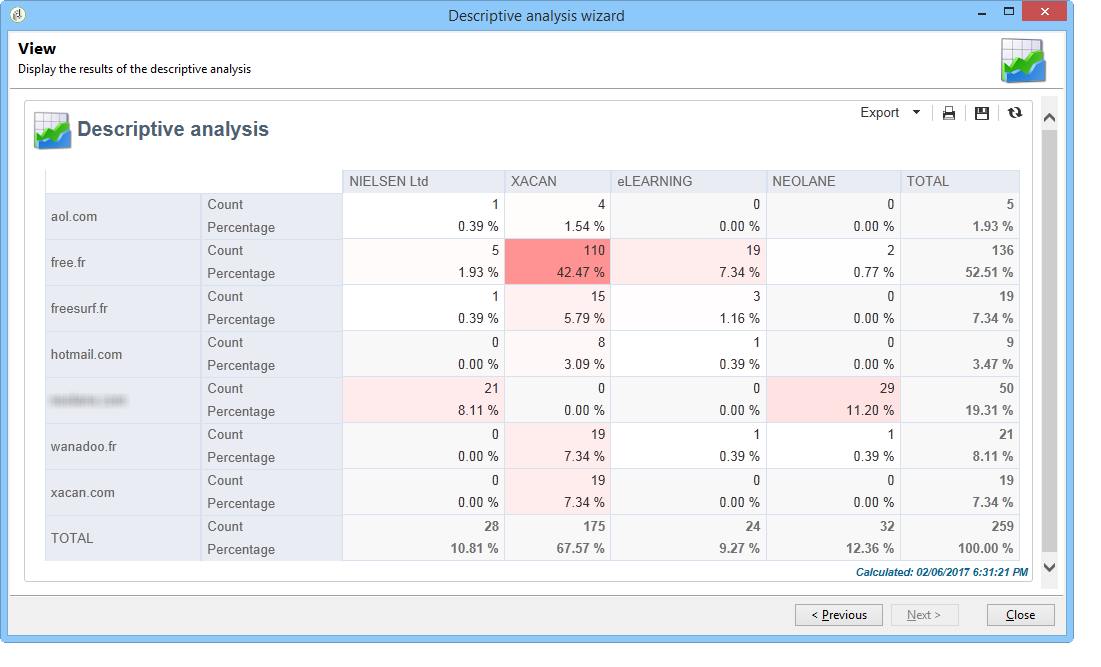 Descriptive analysis wizard
View
Display the results of the descriptive analysis
Export
Descriptive analysis
NIELSEN Ltd XACAN eLEARNING NEOLANE TOTAL
aol.com Count 1 4 0 0 5
Percentage 0.39 % 1.54 % 0.00 % 0.00 % 1.93 %
free.fr Count 5 110 19 2 136
Percentage 1.93 % 42.47 % 7.34 % 0.77 % 52.51 %
freesurf.fr Count 1 15 3 0 19
Percentage 0.39 % 5.79 % 1.16 % 0.00 % 7.34 %
hotmail.com Count 0 8 1 0 9
Percentage 0.00 % 3.09 % 0.39 % 0.00 % 3.47 %
Count 21 0 0 29 50
Percentage 8.11 % 0.00 % 0.00 % 11.20 % 19.31 %
wanadoo.fr Count 0 19 1 1 21
Percentage 0.00 % 7.34 % 0.39 % 0.39 % 8.11 %
xacan.com Count 0 19 0 0 19
Percentage 0.00 % 7.34 % 0.00 % 0.00 % 7.34 %
TOTAL Count 28 175 24 32 259
Percentage 10.81 % 67.57 % 9.27 % 12.36 % 100.00 %
Calculated: 02/06/2017 6:31:21 PM
< Previous Next > Close